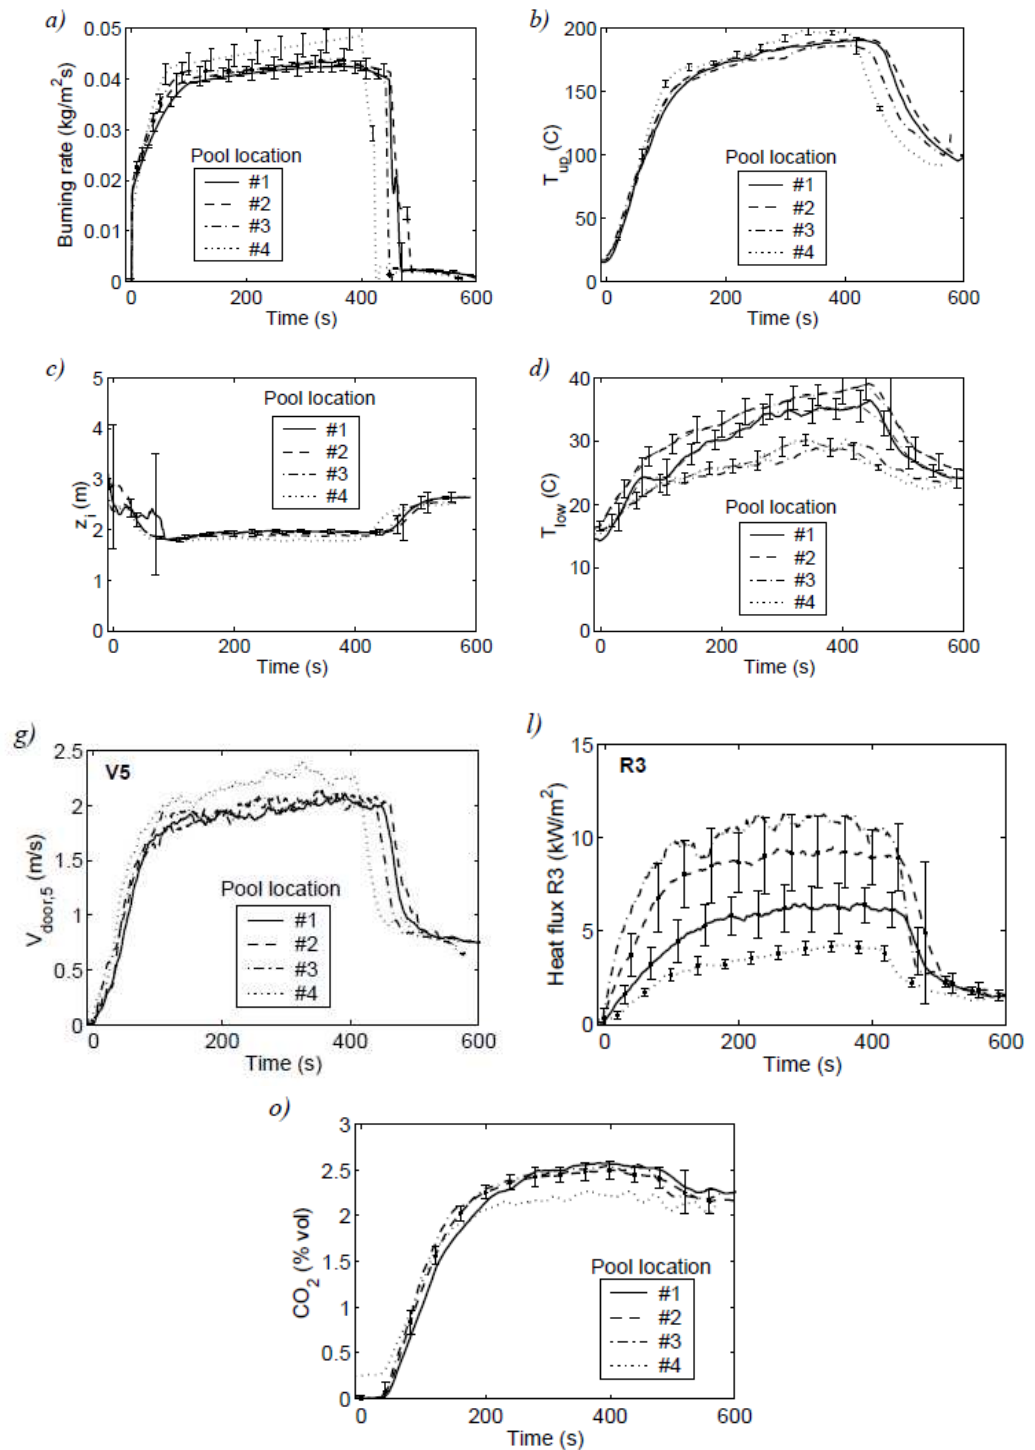 a)
0.05
0.04
0.03
0.02
0.01
0
Burning rate (kg/m²s)
Pool location
#1
#2
#3
#4
0 200 400 600
Time (s)
b)
200
150
100
50
0
T_up (C)
Pool location
#1
#2
#3
#4
0 200 400 600
Time (s)
c)
5
4
3
2
1
0
z_i (m)
Pool location
#1
#2
#3
#4
0 200 400 600
Time (s)
d)
40
30
20
10
0
T_low (C)
Pool location
#1
#2
#3
#4
0 200 400 600
Time (s)
g)
V5
2.5
2
1.5
1
0.5
0
V_door,5 (m/s)
Pool location
#1
#2
#3
#4
0 200 400 600
Time (s)
l)
R3
15
10
5
0
Heat flux R3 (kW/m²)
0 200 400 600
Time (s)
o)
3
2.5
2
1.5
1
0.5
0
CO₂ (% vol)
Pool location
#1
#2
#3
#4
0 200 400 600
Time (s)